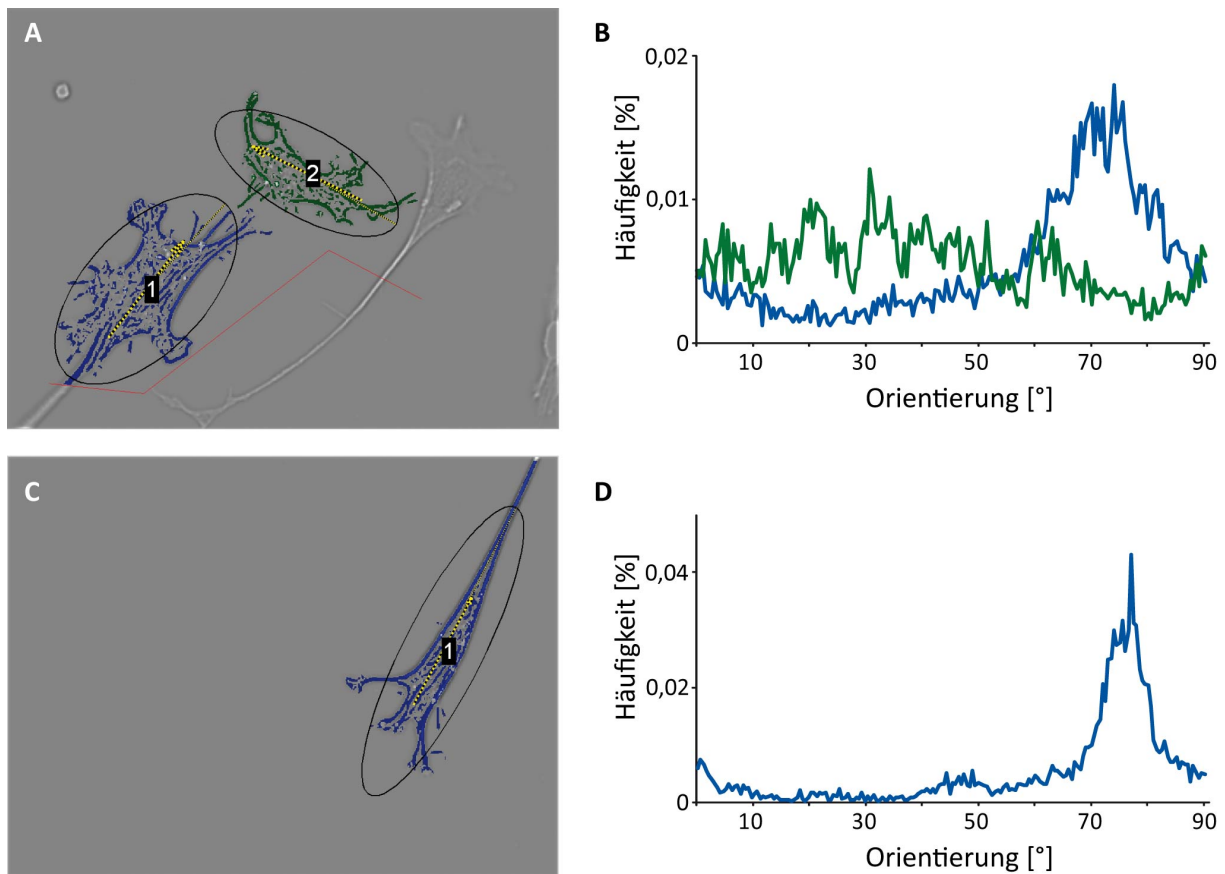 A
2
1
B
Häufigkeit [%]
0,02
0,01
0
10 30 50 70 90
Orientierung [°]
C
1
D
Häufigkeit [%]
0,04
0,02
0
10 30 50 70 90
Orientierung [°]